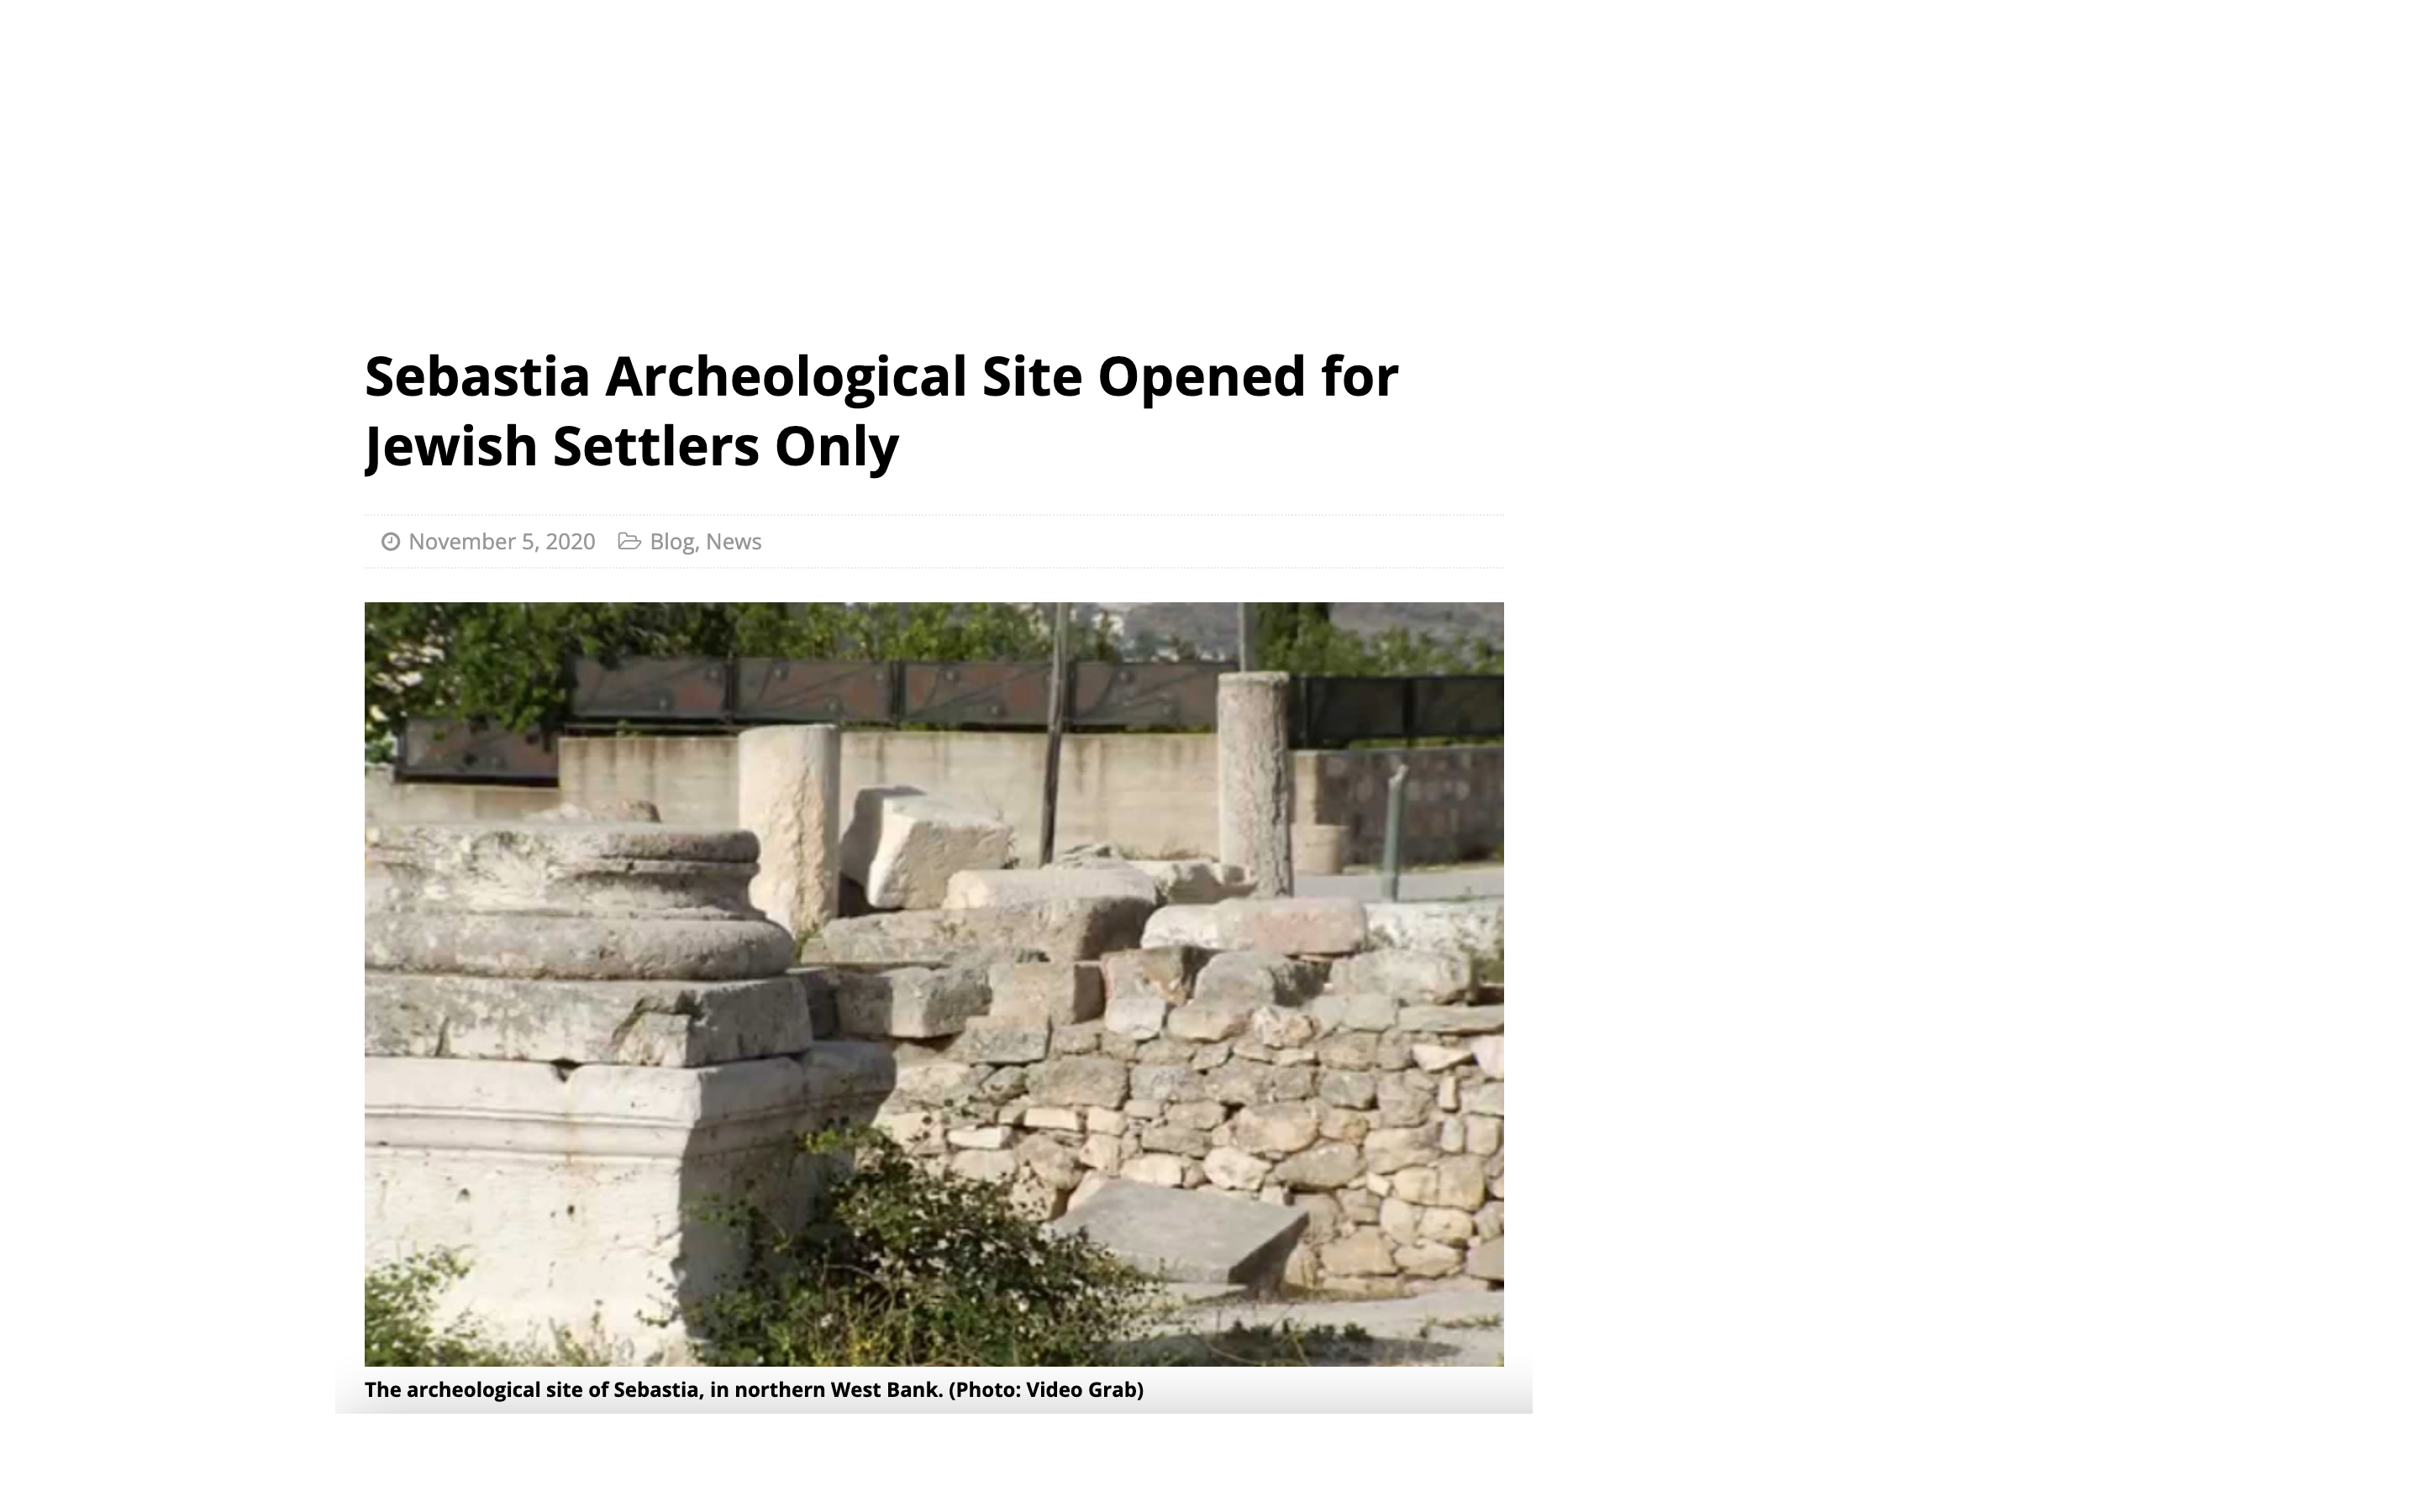 Sebastia Archeological Site Opened for
Jewish Settlers Only
November 5, 2020 Blog, News
The archeological site of Sebastia, in northern West Bank. (Photo: Video Grab)